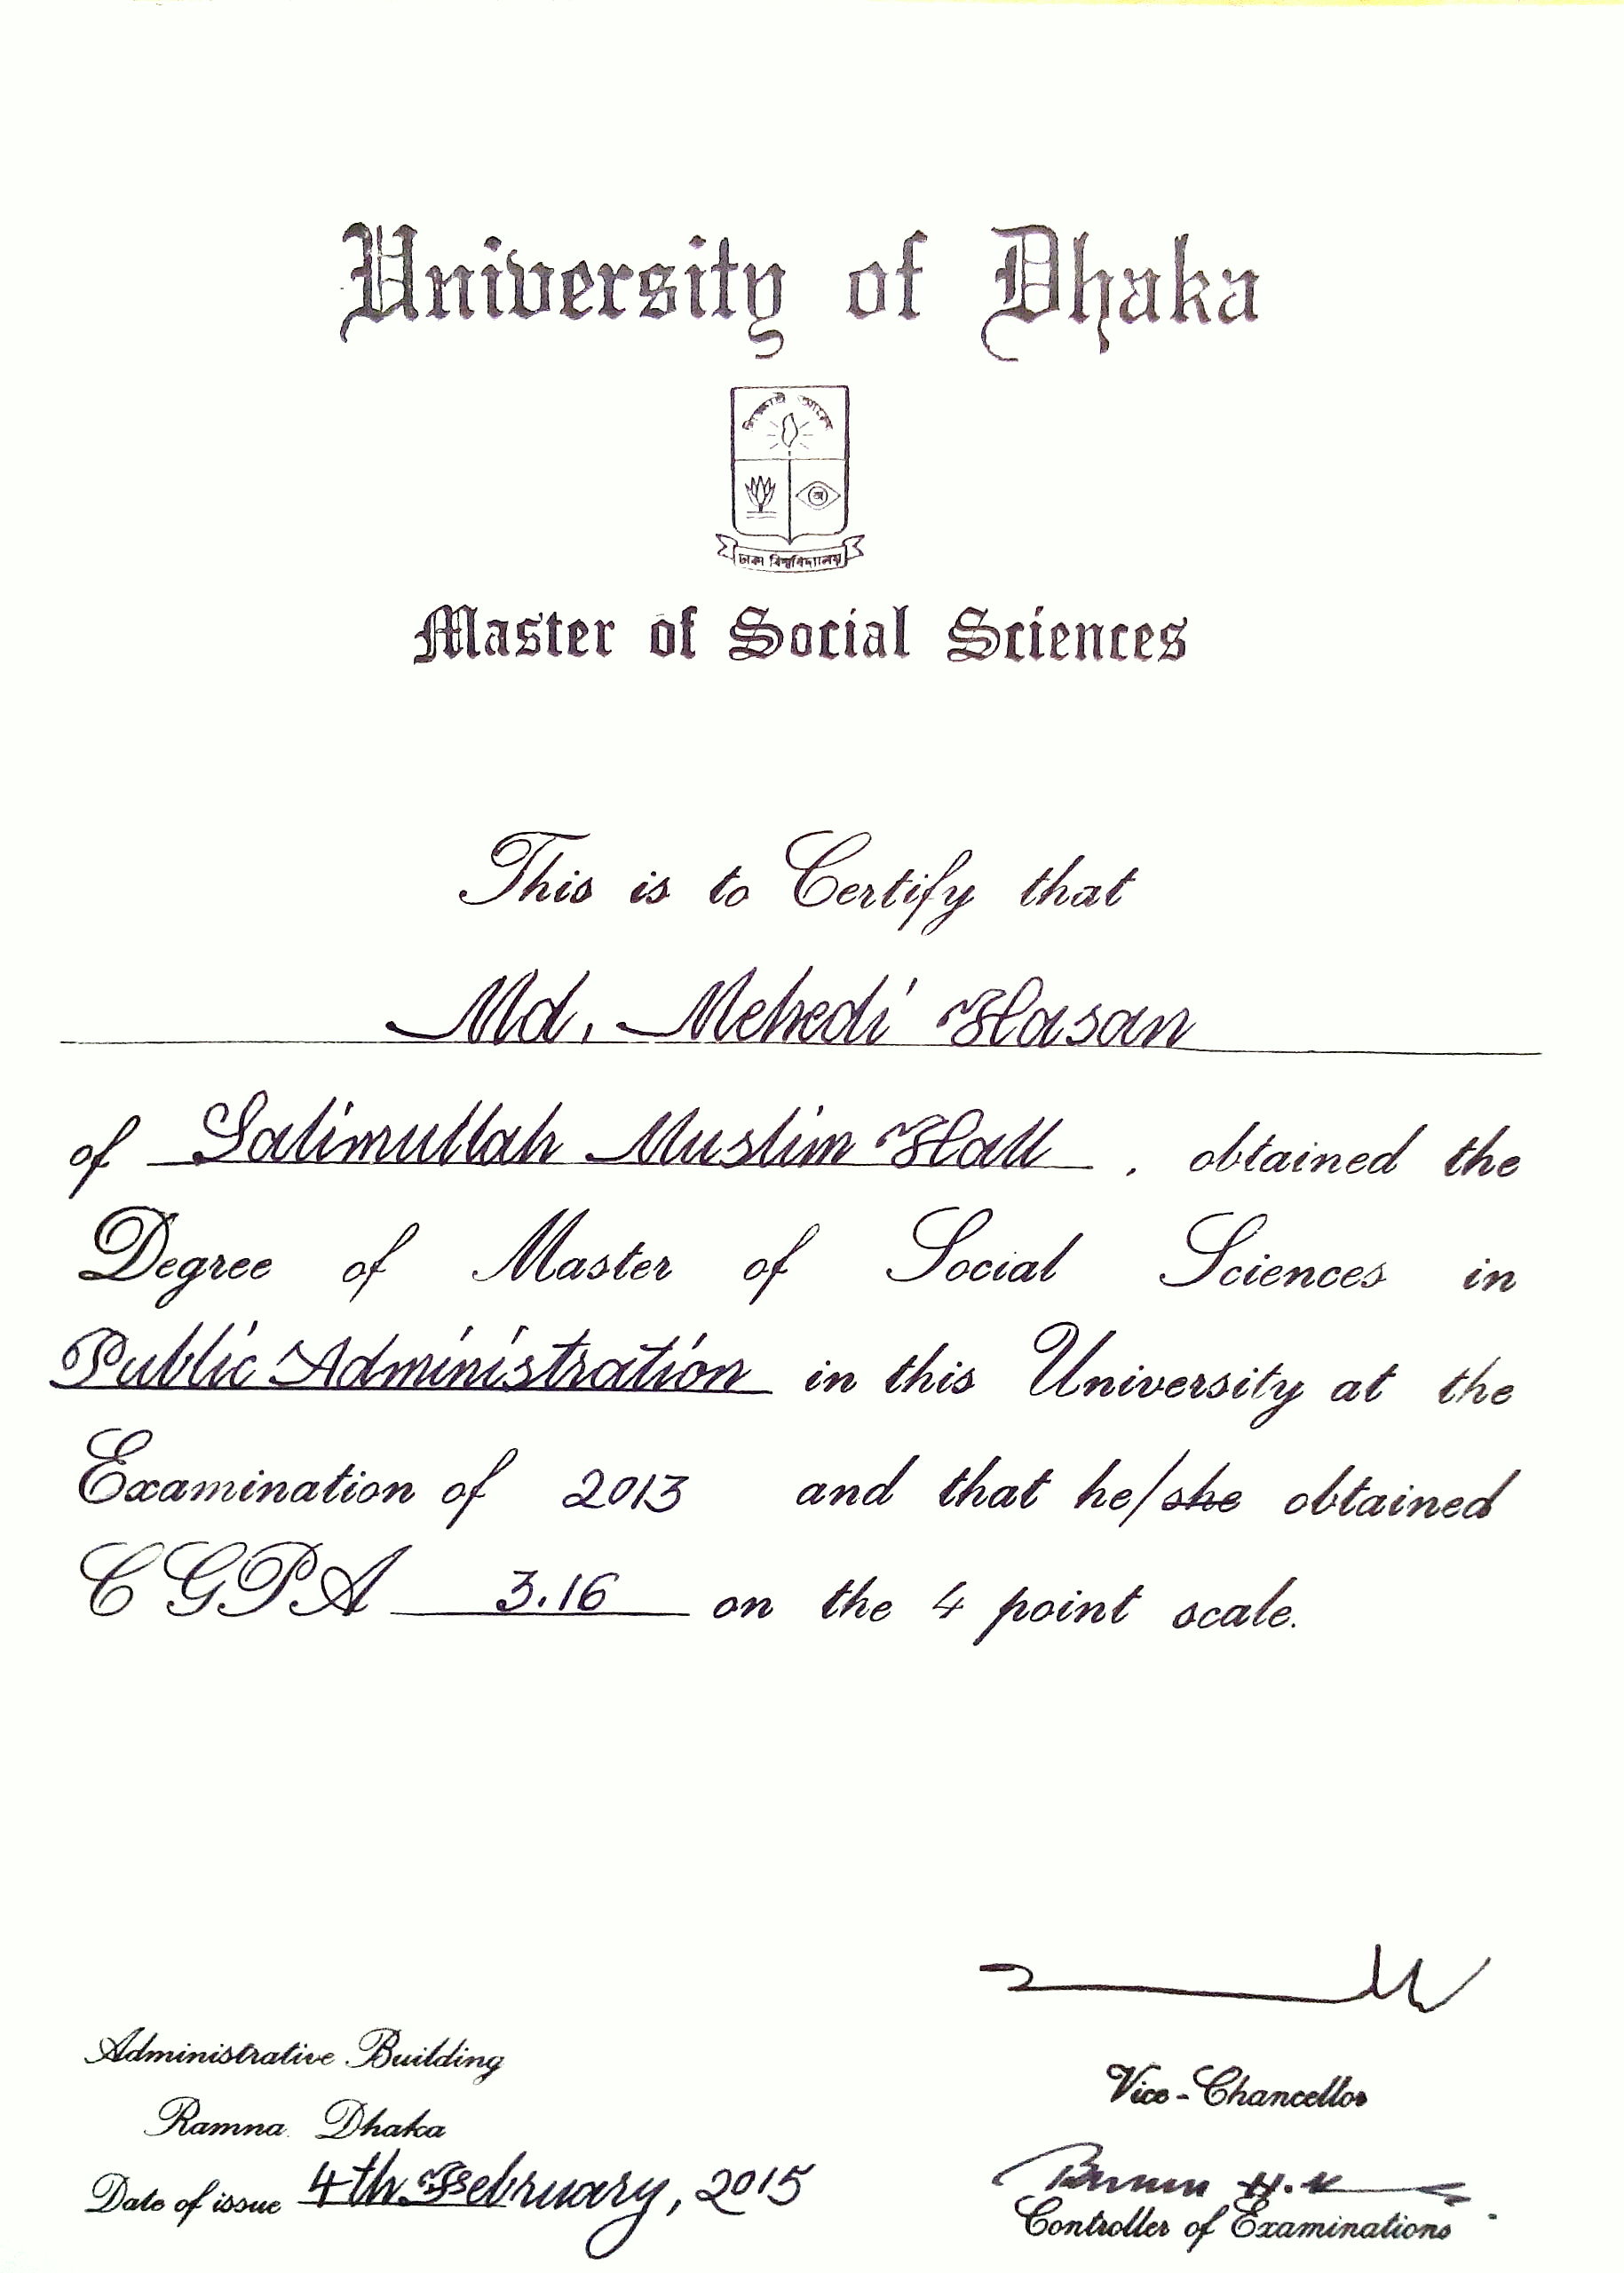 University of Dhaka
শিক্ষাই আলো
ঢাকা বিশ্ববিদ্যালয়
Master of Social Sciences
This is to Certify that
Md. Mehedi Hasan
of Salimullah Muslim Hall, obtained the
Degree of Master of Social Sciences in
Public Administration in this University at the
Examination of 2013 and that he/she obtained
CGPA 3.16 on the 4 point scale.
Administrative Building
Ramna Dhaka
Date of issue 4th February, 2015
Vice-Chancellor
Controller of Examinations